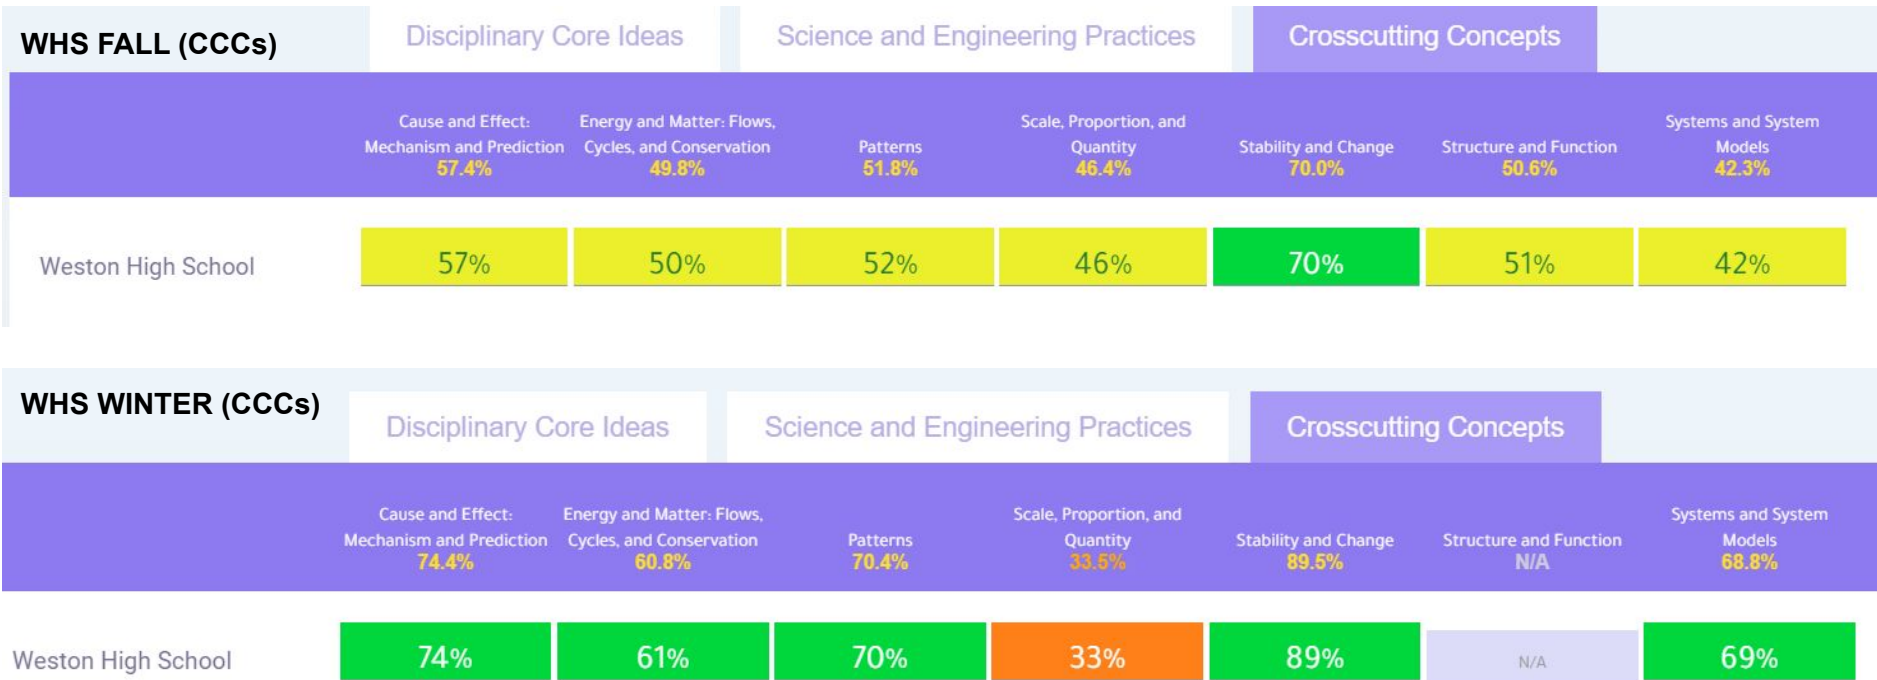 WHS FALL (CCCs)
Disciplinary Core Ideas
Science and Engineering Practices
Crosscutting Concepts
Cause and Effect:
Mechanism and Prediction
57.4%
Energy and Matter: Flows,
Cycles, and Conservation
49.8%
Patterns
51.8%
Scale, Proportion, and
Quantity
46.4%
Stability and Change
70.0%
Structure and Function
50.6%
Systems and System
Models
42.3%
Weston High School
57%
50%
52%
46%
70%
51%
42%
WHS WINTER (CCCs)
Disciplinary Core Ideas
Science and Engineering Practices
Crosscutting Concepts
Cause and Effect:
Mechanism and Prediction
74.4%
Energy and Matter: Flows,
Cycles, and Conservation
60.8%
Patterns
70.4%
Scale, Proportion, and
Quantity
33.5%
Stability and Change
89.5%
Structure and Function
N/A
Systems and System
Models
68.8%
Weston High School
74%
61%
70%
33%
89%
N/A
69%